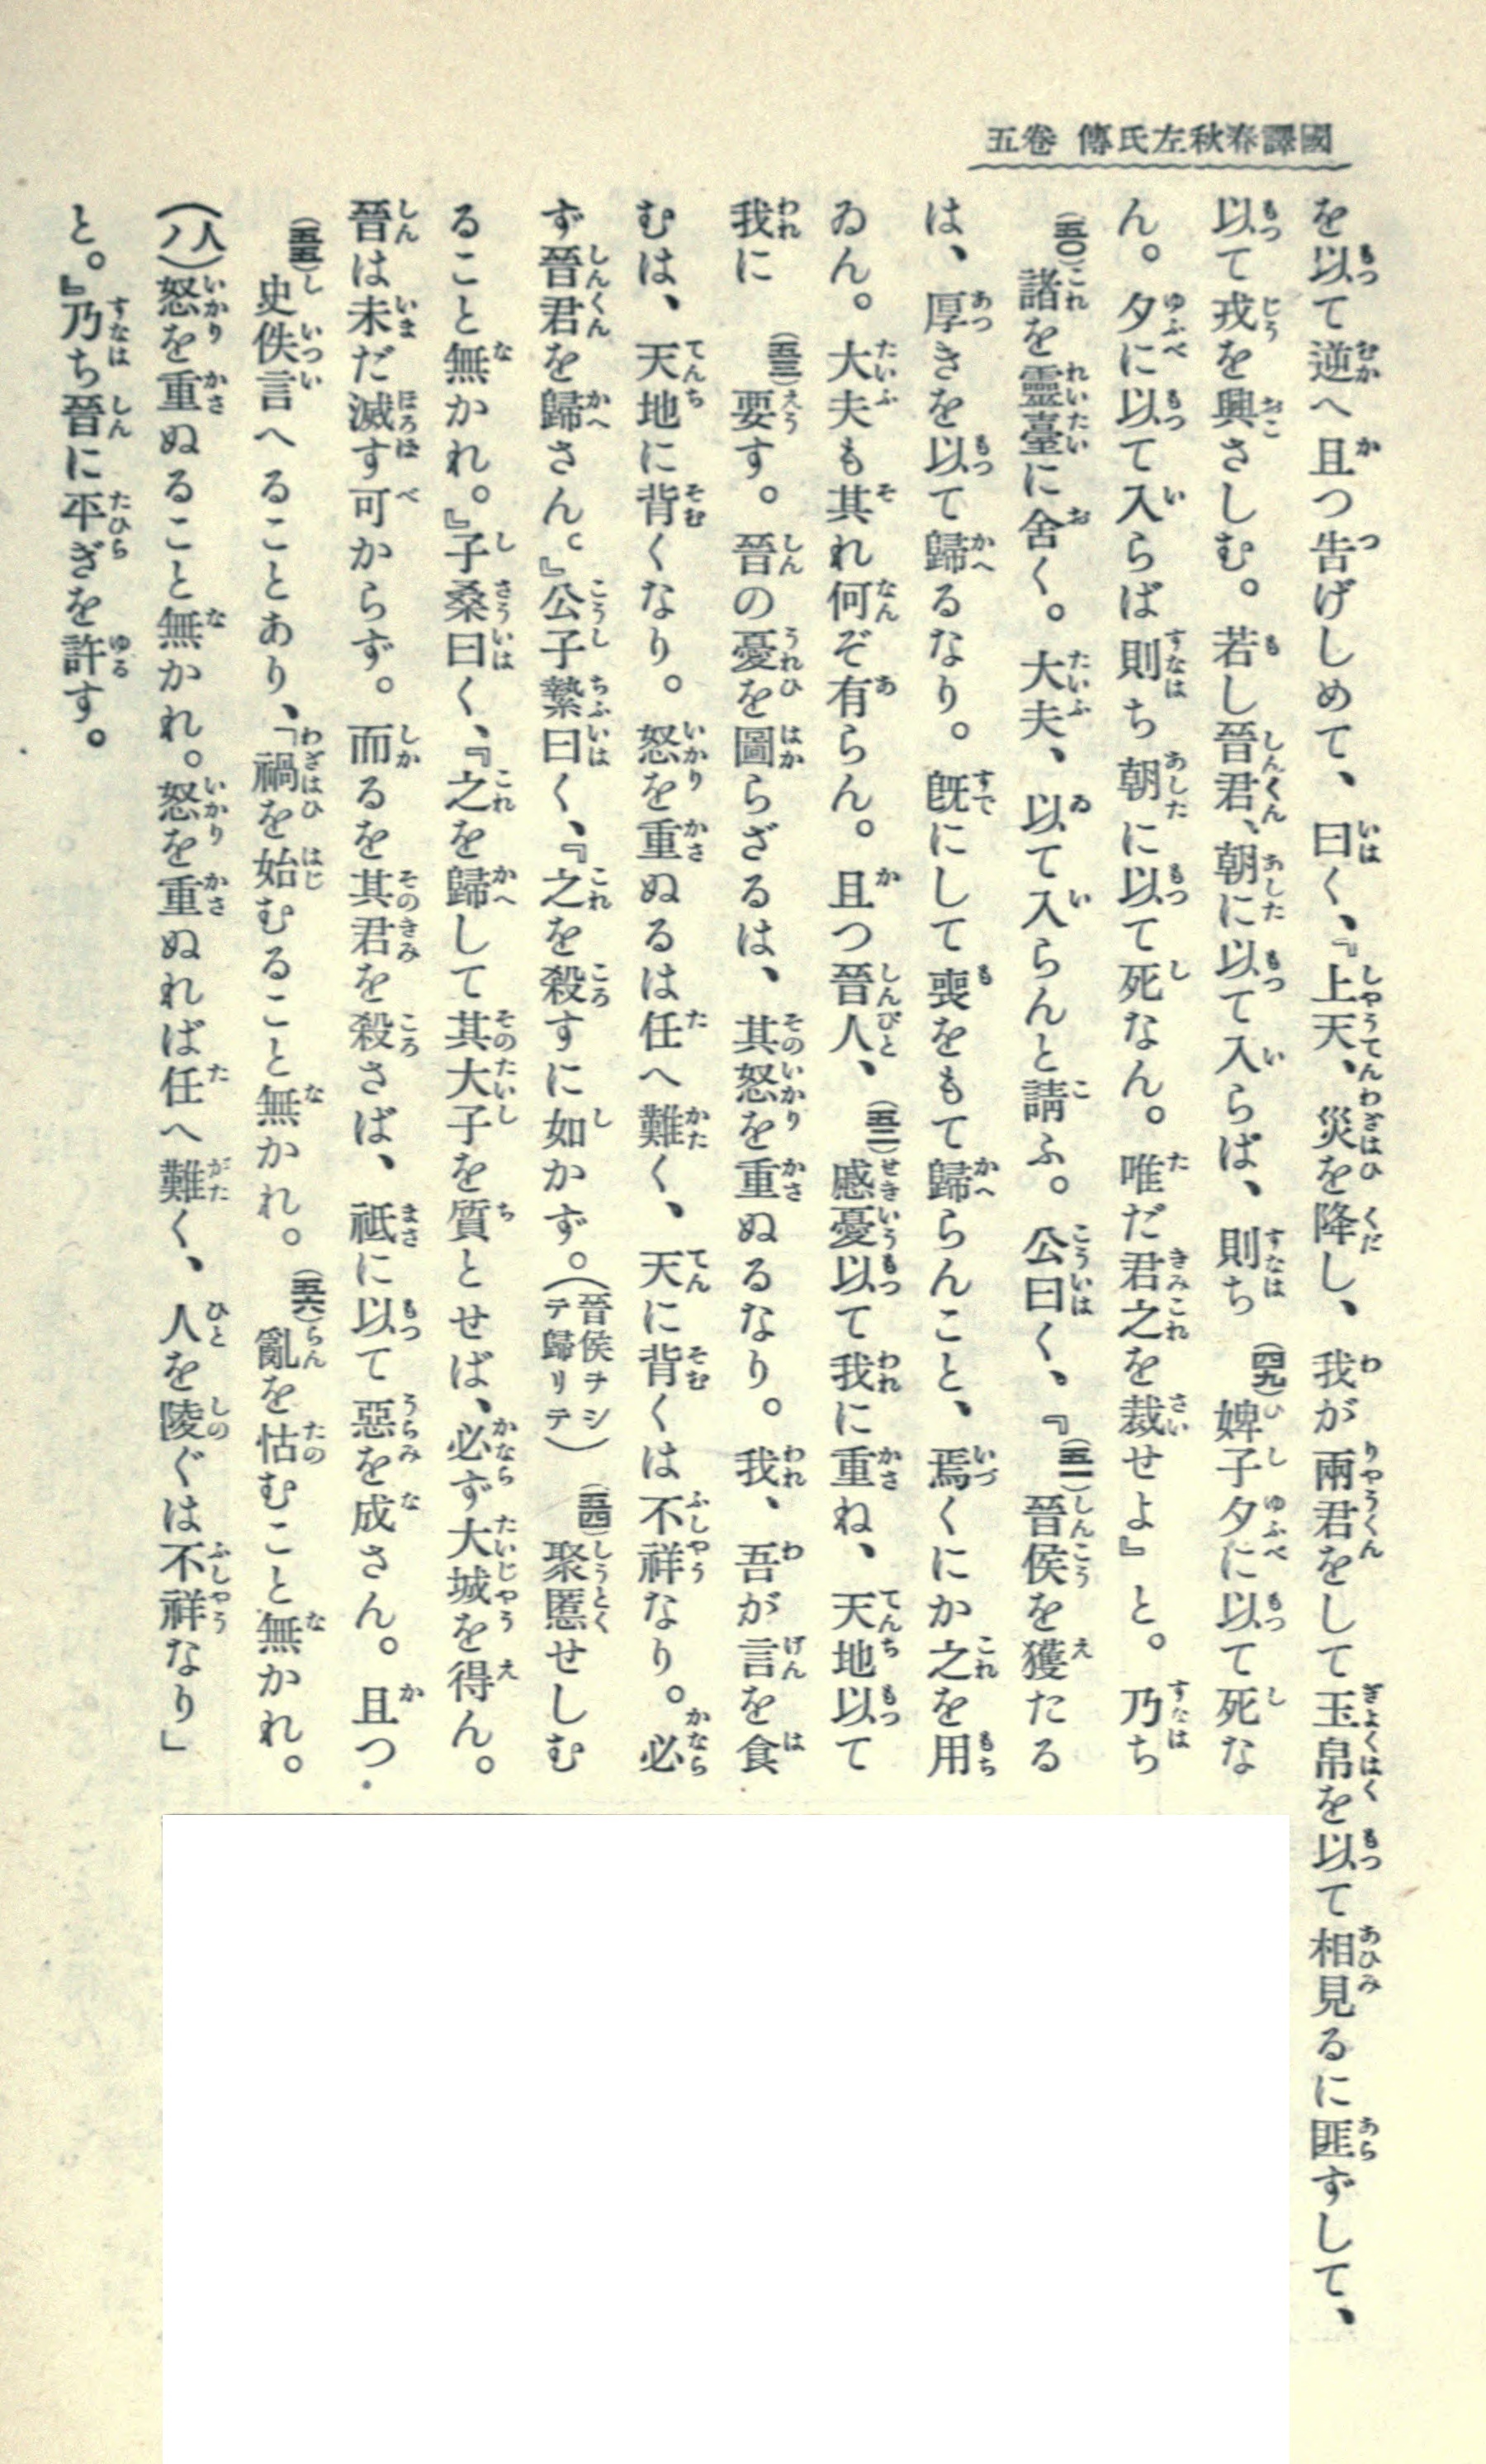 國譯春秋左氏傳 卷五
を以て逆へ且つ告げしめて、曰く、『上天、災を降し、我が兩君をして玉帛を以て相見るに匪ずして、
以て戎を興さしむ。若し晉君、朝に以て入らば、則ち(四九)婢子夕に以て死な
ん。夕に以て入らば則ち朝に以て死なん。唯だ君之を裁せよ』と。乃ち
(五〇)諸を靈臺に舍く。大夫、以て入らんと請ふ。公曰く、『(五一)晉侯を獲たる
は、厚きを以て歸るなり。旣にして喪をもて歸らんこと、焉くにか之を用
ゐん。大夫も其れ何ぞ有らん。且つ晉人、(五二)慼憂以て我に重ね、天地以て
我に(五三)要す。晉の憂を圖らざるは、其怒を重ぬるなり。我、吾が言を食
むは、天地に背くなり。怒を重ぬるは任へ難く、天に背くは不祥なり。必
ず晉君を歸さん。』公子縶曰く、『之を殺すに如かず。(晉侯ヲシテ歸リテ)(五四)聚慝せしむ
ること無かれ。』子桑曰く、『之を歸して其大子を質とせば、必ず大城を得ん。
晉は未だ滅す可からず。而るを其君を殺さば、祗に以て惡を成さん。且つ
(五五)史佚言へることあり、「禍を始むること無かれ。(五六)亂を怙むこと無かれ。
(人ノ)怒を重ぬること無かれ。怒を重ぬれば任へ難く、人を陵ぐは不祥なり」
と。』乃ち晉に平ぎを許す。